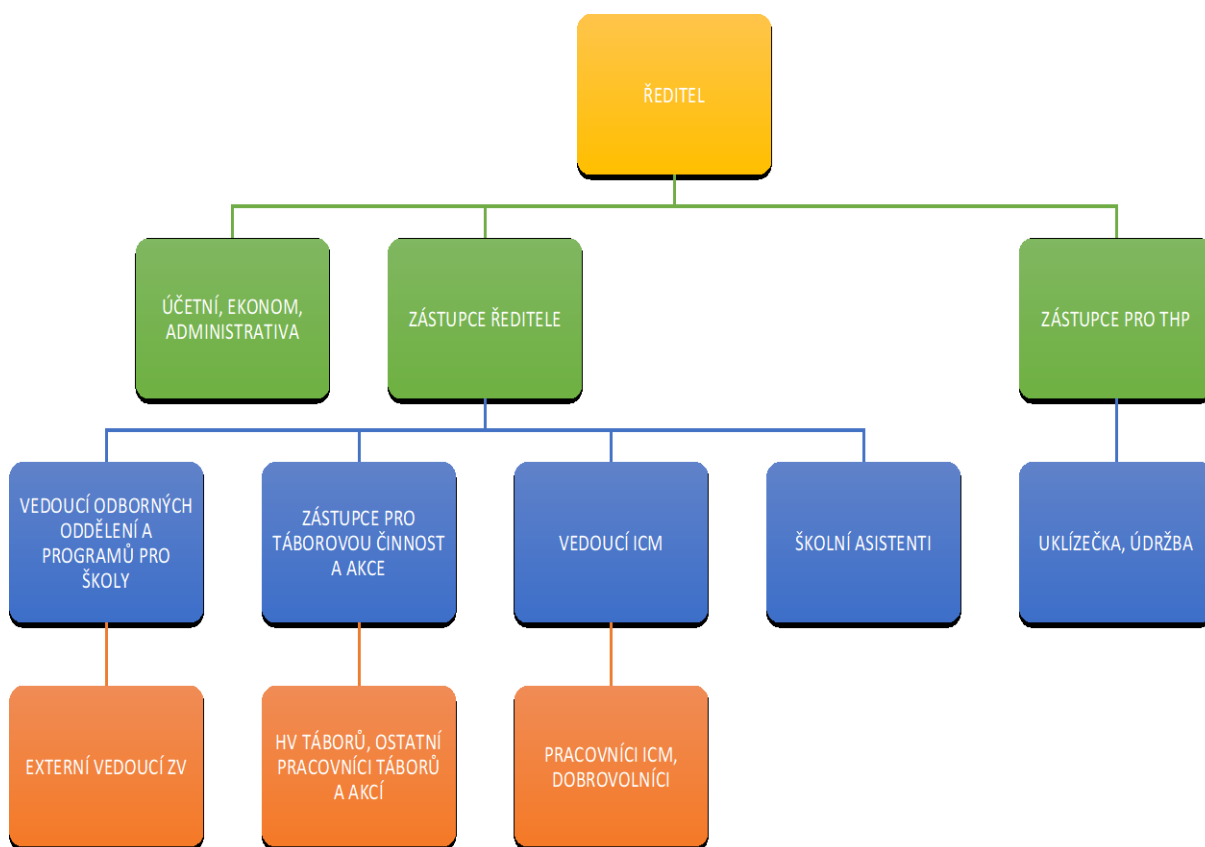 ŘEDITEL
ÚČETNÍ, EKONOM,
ADMINISTRATIVA
ZÁSTUPCE ŘEDITELE
ZÁSTUPCE PRO THP
VEDOUCÍ ODBORNÝCH
ODDĚLENÍ A
PROGRAMŮ PRO
ŠKOLY
ZÁSTUPCE PRO
TÁBOROVOU ČINNOST
A AKCE
VEDOUCÍ ICM
ŠKOLNÍ ASISTENTI
UKLÍZEČKA, ÚDRŽBA
EXTERNÍ VEDOUCÍ ZV
HV TÁBORŮ, OSTATNÍ
PRACOVNÍCI TÁBORŮ
A AKCÍ
PRACOVNÍCI ICM,
DOBROVOLNÍCI